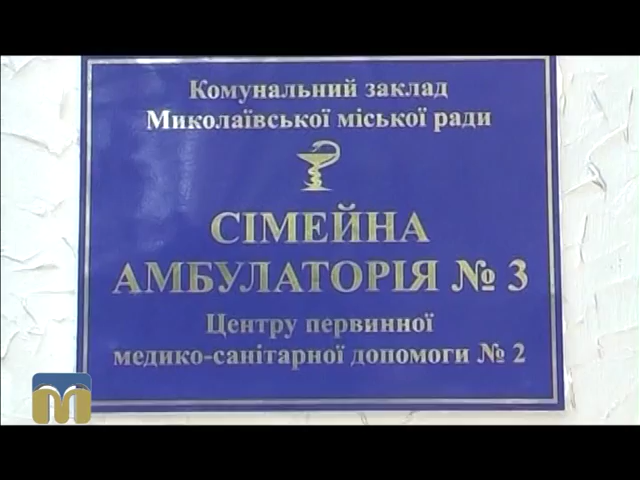 Комунальний заклад
Миколаївської міської ради
СІМЕЙНА
АМБУЛАТОРІЯ № 3
Центру первинної
медико-санітарної допомоги № 2